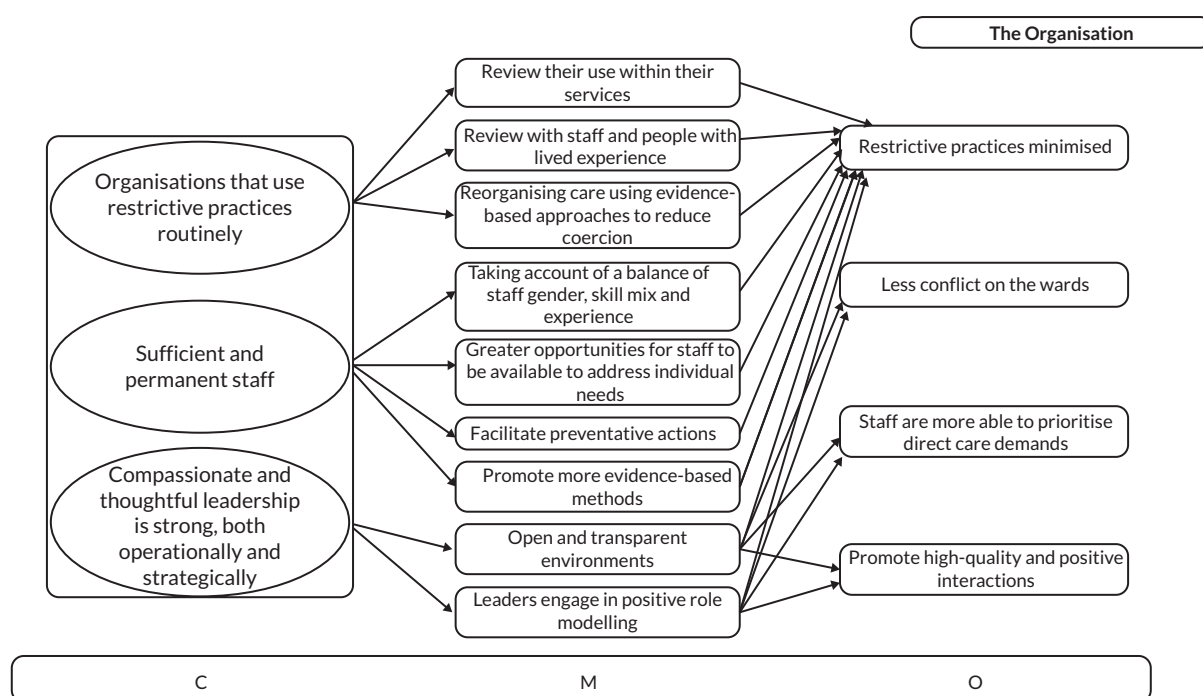 The Organisation
Organisations that use
restrictive practices
routinely
Sufficient and
permanent staff
Compassionate and
thoughtful leadership
is strong, both
operationally and
strategically
Review their use within their
services
Review with staff and people with
lived experience
Reorganising care using evidence-
based approaches to reduce
coercion
Taking account of a balance of
staff gender, skill mix and
experience
Greater opportunities for staff to
be available to address individual
needs
Facilitate preventative actions
Promote more evidence-based
methods
Open and transparent
environments
Leaders engage in positive role
modelling
Restrictive practices minimised
Less conflict on the wards
Staff are more able to prioritise
direct care demands
Promote high-quality and positive
interactions
C
M
O